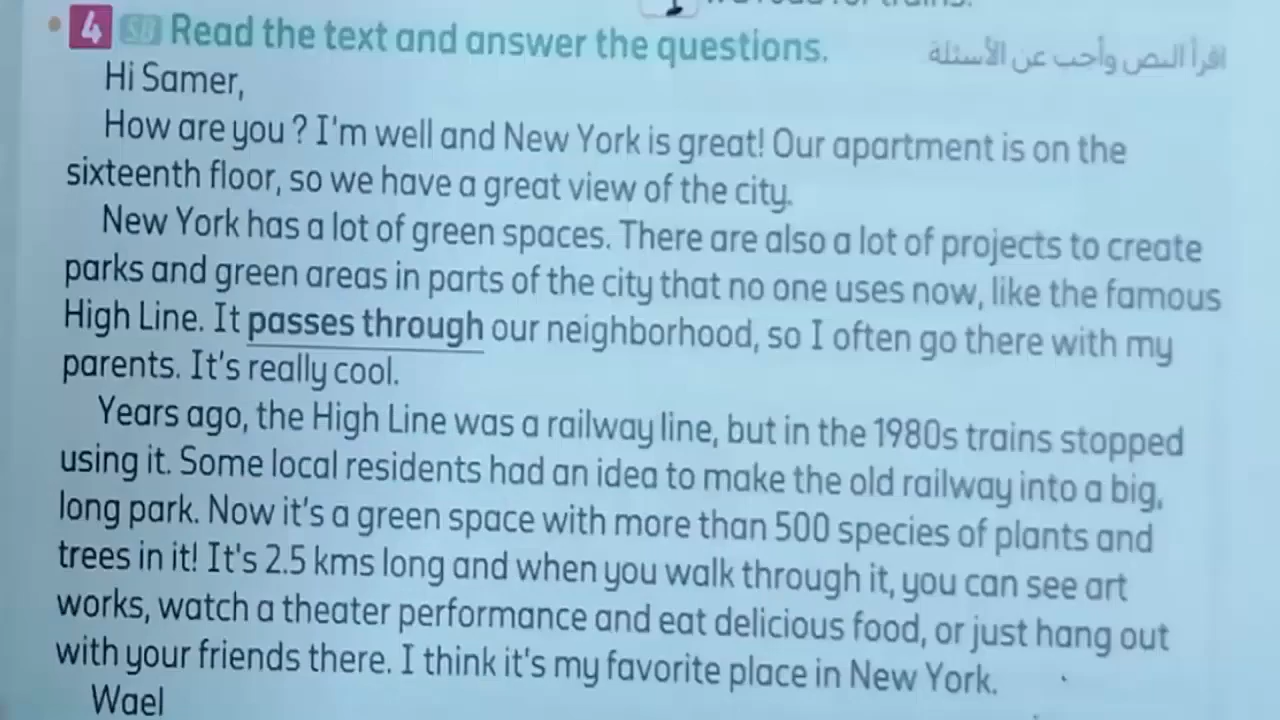 for trains.
4 SB Read the text and answer the questions. اقرأ النص وأجب عن الأسئلة
Hi Samer,
How are you ? I'm well and New York is great! Our apartment is on the
sixteenth floor, so we have a great view of the city.
New York has a lot of green spaces. There are also a lot of projects to create
parks and green areas in parts of the city that no one uses now, like the famous
High Line. It passes through our neighborhood, so I often go there with my
parents. It's really cool.
Years ago, the High Line was a railway line, but in the 1980s trains stopped
using it. Some local residents had an idea to make the old railway into a big,
long park. Now it's a green space with more than 500 species of plants and
trees in it! It's 2.5 kms long and when you walk through it, you can see art
works, watch a theater performance and eat delicious food, or just hang out
with your friends there. I think it's my favorite place in New York.
Wael